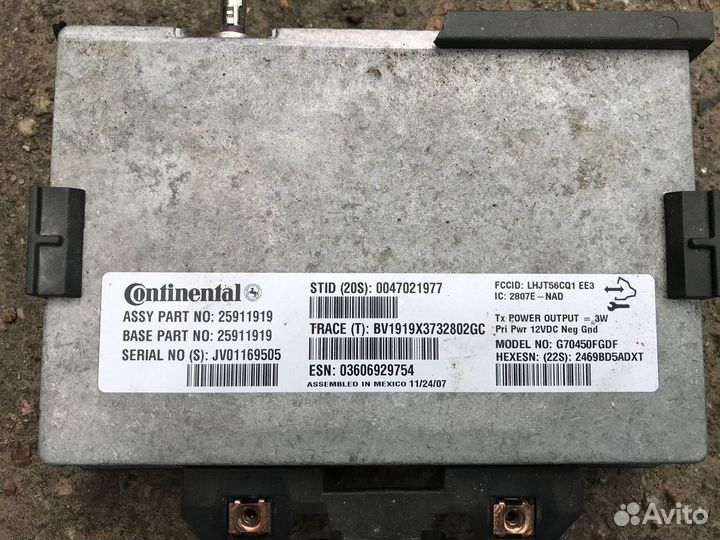 Continental
ASSY PART NO: 25911919
BASE PART NO: 25911919
SERIAL NO (S): JV01169505
STID (20S): 0047021977
TRACE (T): BV1919X3732802GC
ESN: 03606929754
ASSEMBLED IN MEXICO 11/24/07
FCCID: LHJT56CQ1 EE3
IC: 2807E-NAD
Tx POWER OUTPUT = .3W
Pri Pwr 12VDC Neg Gnd
MODEL NO: G70450FGDF
HEXESN: (22S): 2469BD5ADXT
Avito